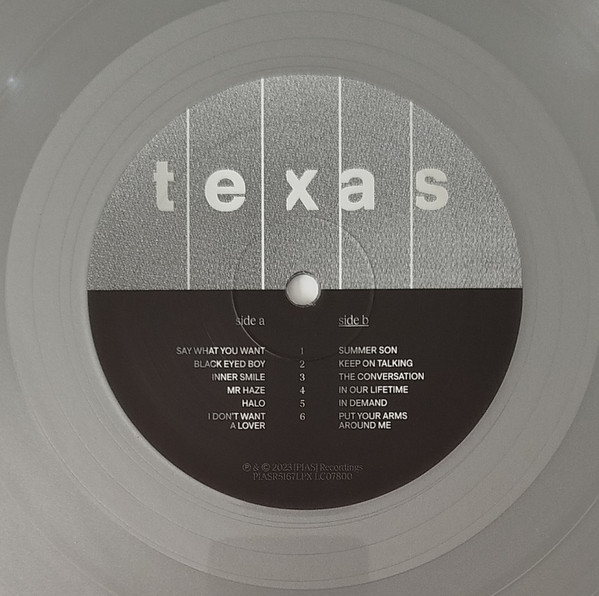 texas
side a side b
SAY WHAT YOU WANT 1 SUMMER SON
BLACK EYED BOY 2 KEEP ON TALKING
INNER SMILE 3 THE CONVERSATION
MR HAZE 4 IN OUR LIFETIME
HALO 5 IN DEMAND
I DON'T WANT 6 PUT YOUR ARMS
A LOVER AROUND ME
℗ & © 2023 [PIAS] Recordings
PIASR5167LPX LC07800